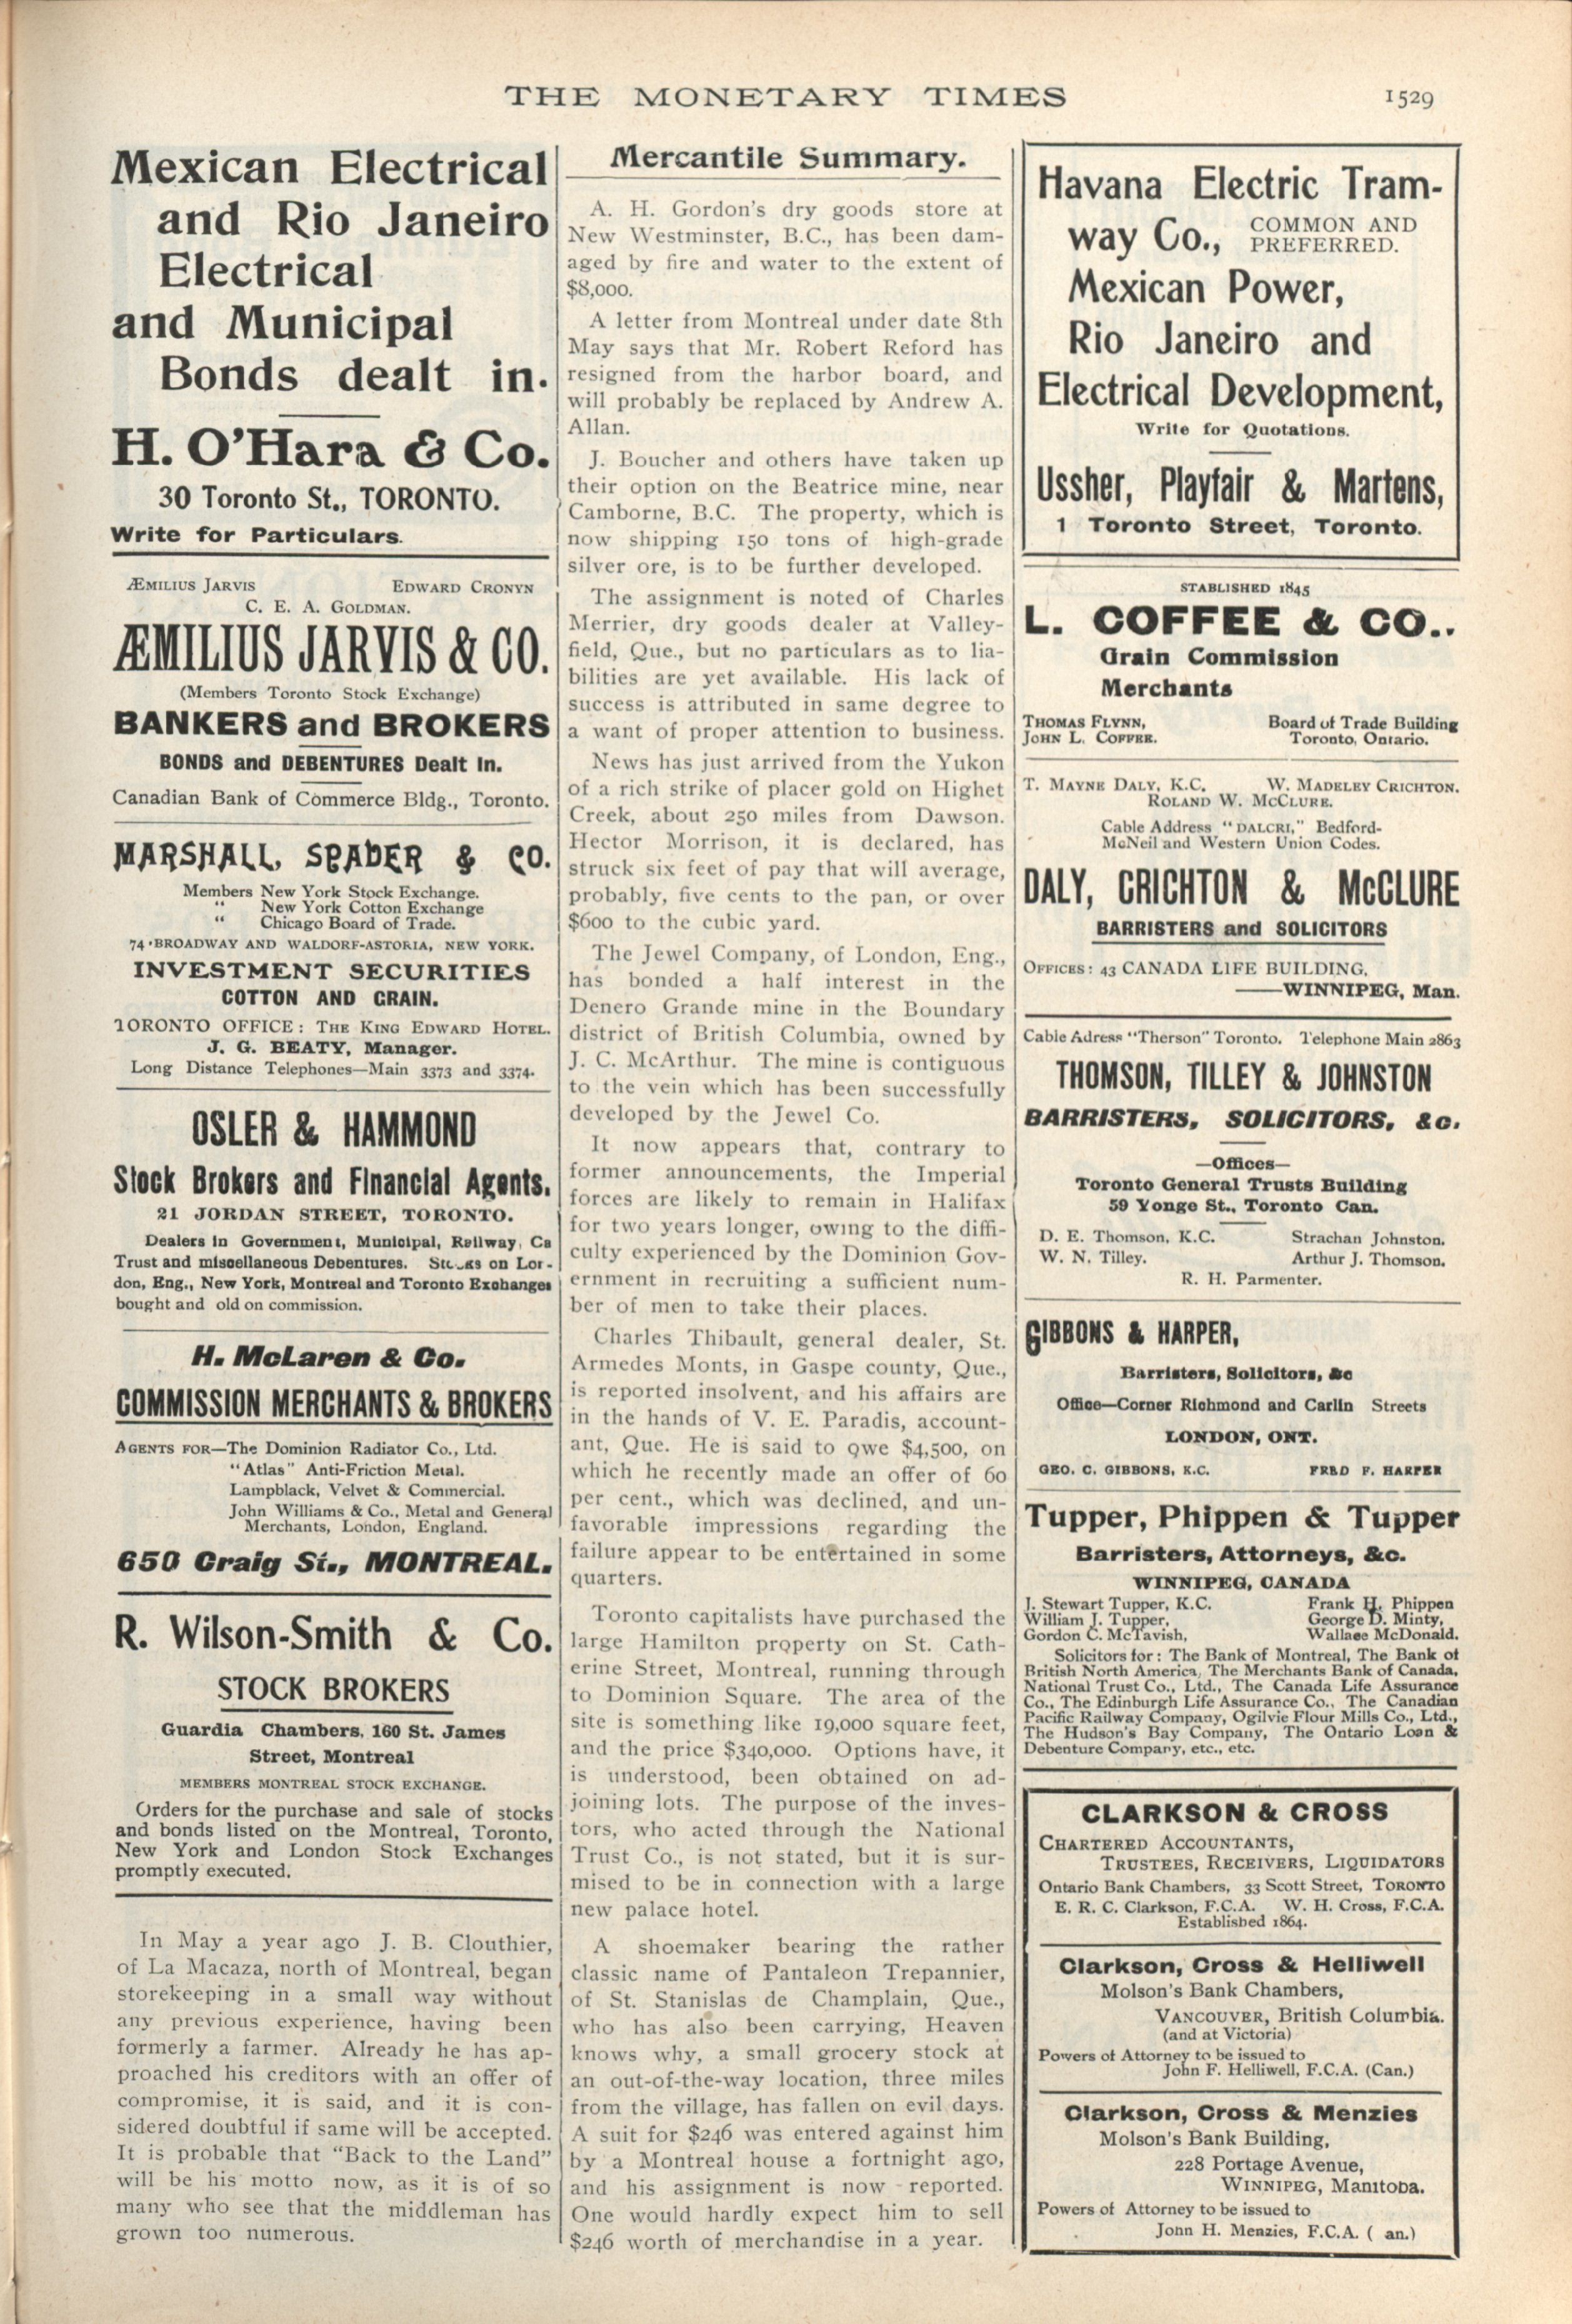 THE MONETARY TIMES
1529
Mexican Electrical
and Rio Janeiro
Electrical
and Municipal
Bonds dealt in.
H. O'Hara & Co.
30 Toronto St., TORONTO.
Write for Particulars.
ÆMILIUS JARVIS EDWARD CRONYN
C. E. A. GOLDMAN.
ÆMILIUS JARVIS & CO.
(Members Toronto Stock Exchange)
BANKERS and BROKERS
BONDS and DEBENTURES Dealt In.
Canadian Bank of Commerce Bldg., Toronto.
MARSHALL, SPADER & CO.
Members New York Stock Exchange.
" New York Cotton Exchange
" Chicago Board of Trade.
74 BROADWAY AND WALDORF-ASTORIA, NEW YORK.
INVESTMENT SECURITIES
COTTON AND GRAIN.
TORONTO OFFICE: THE KING EDWARD HOTEL.
J. G. BEATY, Manager.
Long Distance Telephones—Main 3373 and 3374.
OSLER & HAMMOND
Stock Brokers and Financial Agents.
21 JORDAN STREET, TORONTO.
Dealers in Government, Municipal, Railway, Ca
Trust and miscellaneous Debentures. Stocks on Lon-
don, Eng., New York, Montreal and Toronto Exchanges
bought and old on commission.
H. McLaren & Co.
COMMISSION MERCHANTS & BROKERS
AGENTS FOR—The Dominion Radiator Co., Ltd.
"Atlas" Anti-Friction Metal.
Lampblack, Velvet & Commercial.
John Williams & Co., Metal and General
Merchants, London, England.
650 Craig St., MONTREAL.
R. Wilson-Smith & Co.
STOCK BROKERS
Guardia Chambers, 160 St. James
Street, Montreal
MEMBERS MONTREAL STOCK EXCHANGE.
Orders for the purchase and sale of stocks
and bonds listed on the Montreal, Toronto,
New York and London Stock Exchanges
promptly executed.
In May a year ago J. B. Clouthier,
of La Macaza, north of Montreal, began
storekeeping in a small way without
any previous experience, having been
formerly a farmer. Already he has ap-
proached his creditors with an offer of
compromise, it is said, and it is con-
sidered doubtful if same will be accepted.
It is probable that "Back to the Land"
will be his motto now, as it is of so
many who see that the middleman has
grown too numerous.
Mercantile Summary.
A. H. Gordon's dry goods store at
New Westminster, B.C., has been dam-
aged by fire and water to the extent of
$8,000.
A letter from Montreal under date 8th
May says that Mr. Robert Reford has
resigned from the harbor board, and
will probably be replaced by Andrew A.
Allan.
J. Boucher and others have taken up
their option on the Beatrice mine, near
Camborne, B.C. The property, which is
now shipping 150 tons of high-grade
silver ore, is to be further developed.
The assignment is noted of Charles
Merrier, dry goods dealer at Valley-
field, Que., but no particulars as to lia-
bilities are yet available. His lack of
success is attributed in same degree to
a want of proper attention to business.
News has just arrived from the Yukon
of a rich strike of placer gold on Highet
Creek, about 250 miles from Dawson.
Hector Morrison, it is declared, has
struck six feet of pay that will average,
probably, five cents to the pan, or over
$600 to the cubic yard.
The Jewel Company, of London, Eng.,
has bonded a half interest in the
Denero Grande mine in the Boundary
district of British Columbia, owned by
J. C. McArthur. The mine is contiguous
to the vein which has been successfully
developed by the Jewel Co.
It now appears that, contrary to
former announcements, the Imperial
forces are likely to remain in Halifax
for two years longer, owing to the diffi-
culty experienced by the Dominion Gov-
ernment in recruiting a sufficient num-
ber of men to take their places.
Charles Thibault, general dealer, St.
Armedes Monts, in Gaspe county, Que.,
is reported insolvent, and his affairs are
in the hands of V. E. Paradis, account-
ant, Que. He is said to owe $4,500, on
which he recently made an offer of 60
per cent., which was declined, and un-
favorable impressions regarding the
failure appear to be entertained in some
quarters.
Toronto capitalists have purchased the
large Hamilton property on St. Cath-
erine Street, Montreal, running through
to Dominion Square. The area of the
site is something like 19,000 square feet,
and the price $340,000. Options have, it
is understood, been obtained on ad-
joining lots. The purpose of the inves-
tors, who acted through the National
Trust Co., is not stated, but it is sur-
mised to be in connection with a large
new palace hotel.
A shoemaker bearing the rather
classic name of Pantaleon Trepannier,
of St. Stanislas de Champlain, Que.,
who has also been carrying, Heaven
knows why, a small grocery stock at
an out-of-the-way location, three miles
from the village, has fallen on evil days.
A suit for $246 was entered against him
by a Montreal house a fortnight ago,
and his assignment is now reported.
One would hardly expect him to sell
$246 worth of merchandise in a year.
Havana Electric Tram-
way Co., COMMON AND
PREFERRED.
Mexican Power,
Rio Janeiro and
Electrical Development,
Write for Quotations.
Ussher, Playfair & Martens,
1 Toronto Street, Toronto.
STABLISHED 1845
L. COFFEE & CO..
Grain Commission
Merchants
THOMAS FLYNN, Board of Trade Building
JOHN L. COFFEE. Toronto, Ontario.
T. MAYNE DALY, K.C. W. MADELEY CRICHTON.
ROLAND W. MCCLURE.
Cable Address "DALCRI," Bedford-
McNeil and Western Union Codes.
DALY, CRICHTON & McCLURE
BARRISTERS and SOLICITORS
OFFICES: 43 CANADA LIFE BUILDING,
WINNIPEG, Man.
Cable Adress "Therson" Toronto. Telephone Main 2863
THOMSON, TILLEY & JOHNSTON
BARRISTERS, SOLICITORS, &c.
—Offices—
Toronto General Trusts Building
59 Yonge St., Toronto Can.
D. E. Thomson, K.C. Strachan Johnston.
W. N. Tilley. Arthur J. Thomson.
R. H. Parmenter.
GIBBONS & HARPER,
Barristers, Solicitors, &c
Office—Corner Richmond and Carlin Streets
LONDON, ONT.
GEO. C. GIBBONS, K.C. FRED F. HARPER
Tupper, Phippen & Tupper
Barristers, Attorneys, &c.
WINNIPEG, CANADA
J. Stewart Tupper, K.C. Frank H. Phippen
William J. Tupper, George D. Minty,
Gordon C. McTavish, Wallace McDonald.
Solicitors for: The Bank of Montreal, The Bank of
British North America, The Merchants Bank of Canada,
National Trust Co., Ltd., The Canada Life Assurance
Co., The Edinburgh Life Assurance Co., The Canadian
Pacific Railway Company, Ogilvie Flour Mills Co., Ltd.,
The Hudson's Bay Company, The Ontario Loan &
Debenture Company, etc., etc.
CLARKSON & CROSS
CHARTERED ACCOUNTANTS,
TRUSTEES, RECEIVERS, LIQUIDATORS
Ontario Bank Chambers, 33 Scott Street, TORONTO
E. R. C. Clarkson, F.C.A. W. H. Cross, F.C.A.
Established 1864.
Clarkson, Cross & Helliwell
Molson's Bank Chambers,
VANCOUVER, British Columbia.
(and at Victoria)
Powers of Attorney to be issued to
John F. Helliwell, F.C.A. (Can.)
Clarkson, Cross & Menzies
Molson's Bank Building,
228 Portage Avenue,
WINNIPEG, Manitoba.
Powers of Attorney to be issued to
John H. Menzies, F.C.A. ( an.)